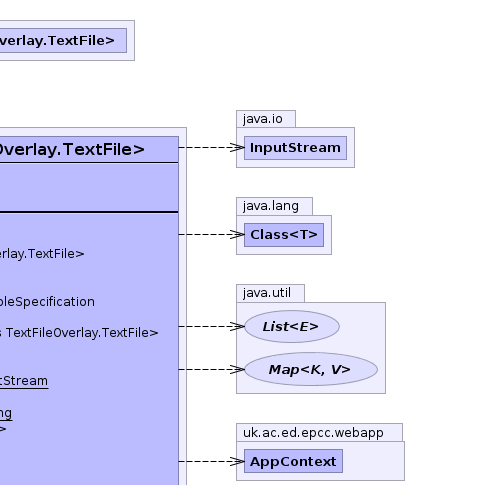 verlay.TextFile>
java.io
InputStream
Overlay.TextFile>
java.lang
Class<T>
rlay.TextFile>
java.util
bleSpecification
List<E>
s TextFileOverlay.TextFile>
Map<K, V>
tStream
ng
>
uk.ac.ed.epcc.webapp
AppContext